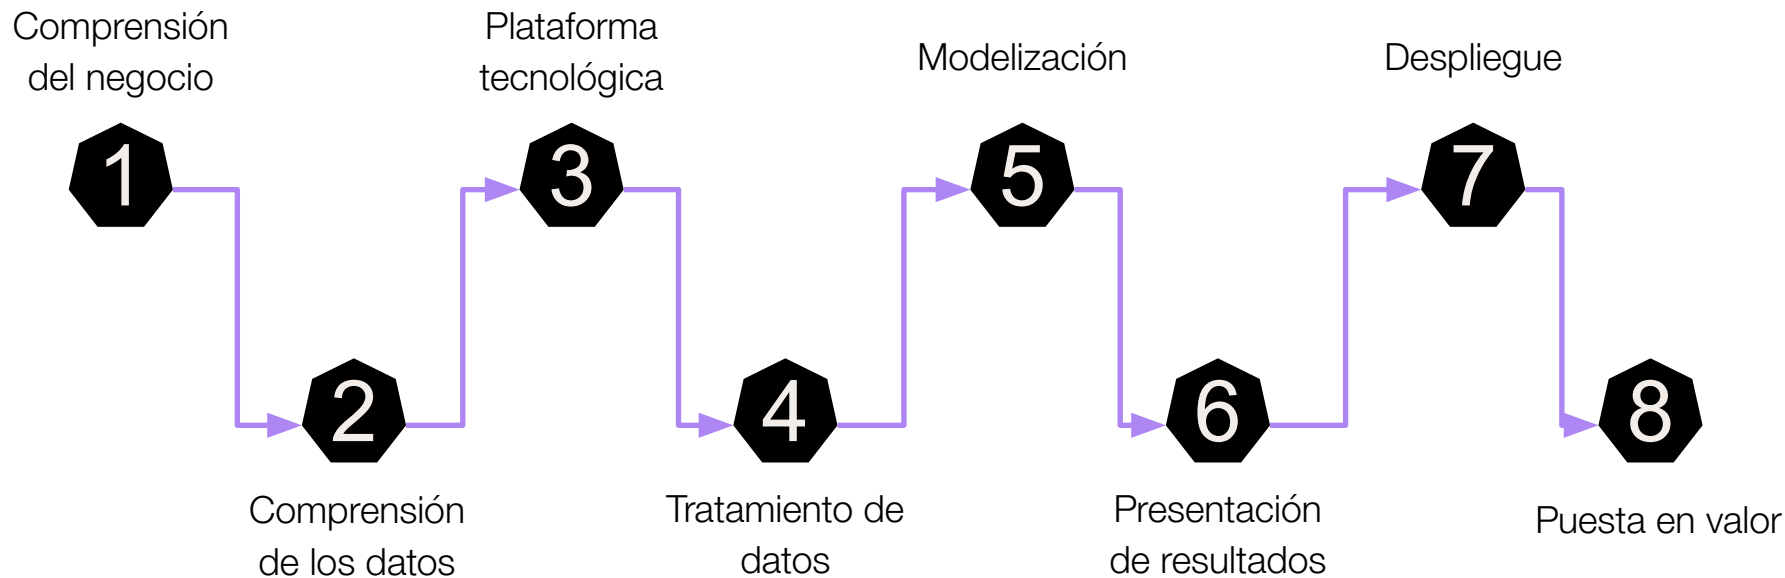 Comprensión
del negocio
1
Comprensión
de los datos
2
Plataforma
tecnológica
3
Tratamiento de
datos
4
Modelización
5
Presentación
de resultados
6
Despliegue
7
Puesta en valor
8